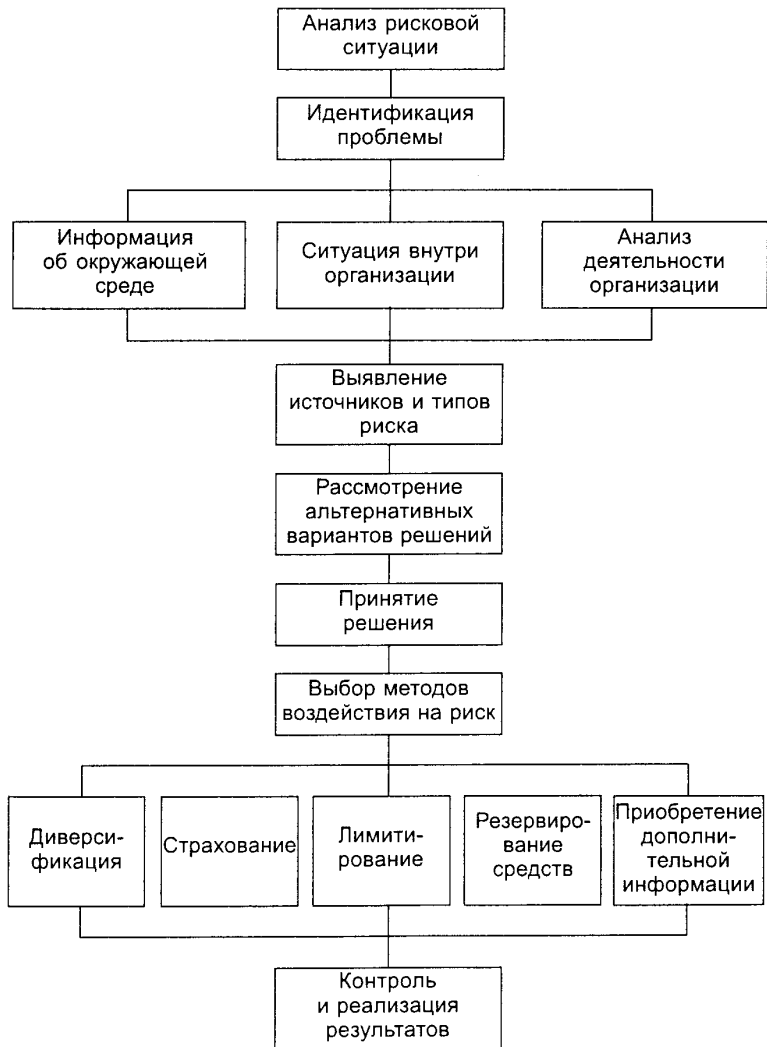 Анализ рисковой
ситуации
Идентификация
проблемы
Информация
об окружающей
среде
Ситуация внутри
организации
Анализ
деятельности
организации
Выявление
источников и типов
риска
Рассмотрение
альтернативных
вариантов решений
Принятие
решения
Выбор методов
воздействия на риск
Диверси-
фикация
Страхование
Лимити-
рование
Резервиро-
вание
средств
Приобретение
дополни-
тельной
информации
Контроль
и реализация
результатов